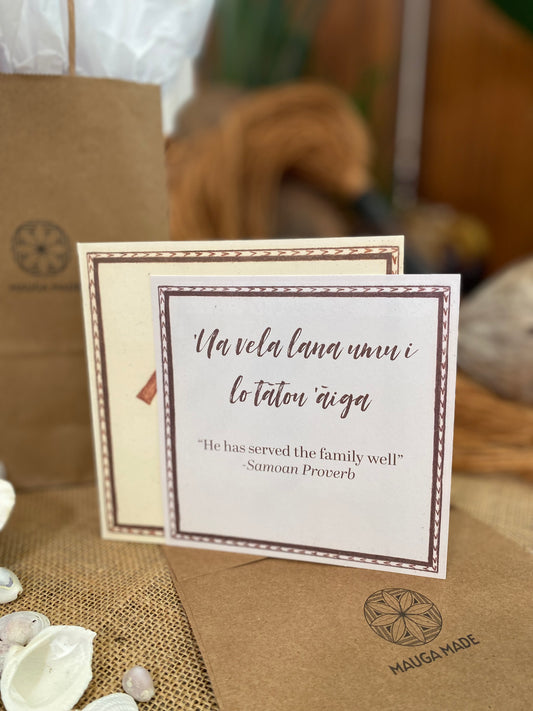 MAUGA MADE
'Ua vela lana umu i
lo tātou 'āiga
“He has served the family well”
-Samoan Proverb
MAUGA MADE